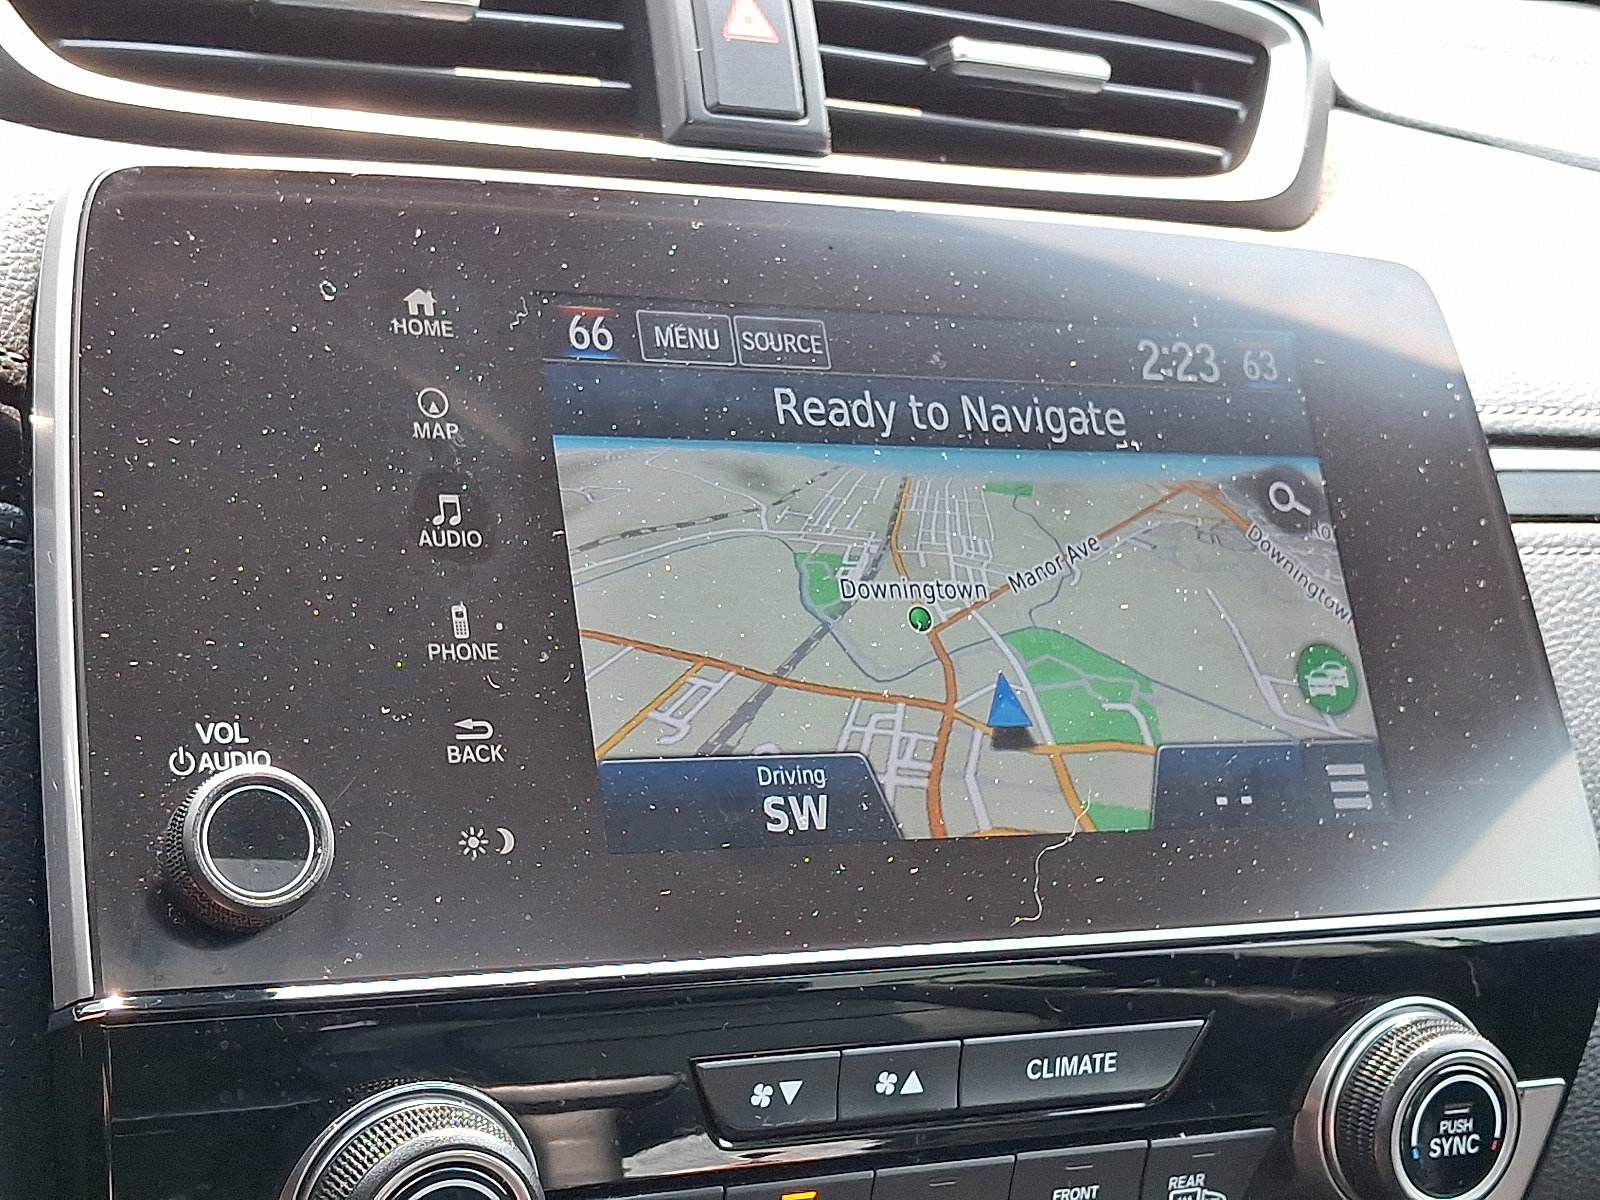 HOME
MAP
AUDIO
PHONE
BACK
VOL
AUDIO
66 MENU SOURCE 2:23 63
Ready to Navigate
Downingtown
Manor Ave
Downingtown
Driving
SW
--
CLIMATE
PUSH
SYNC
FRONT
REAR